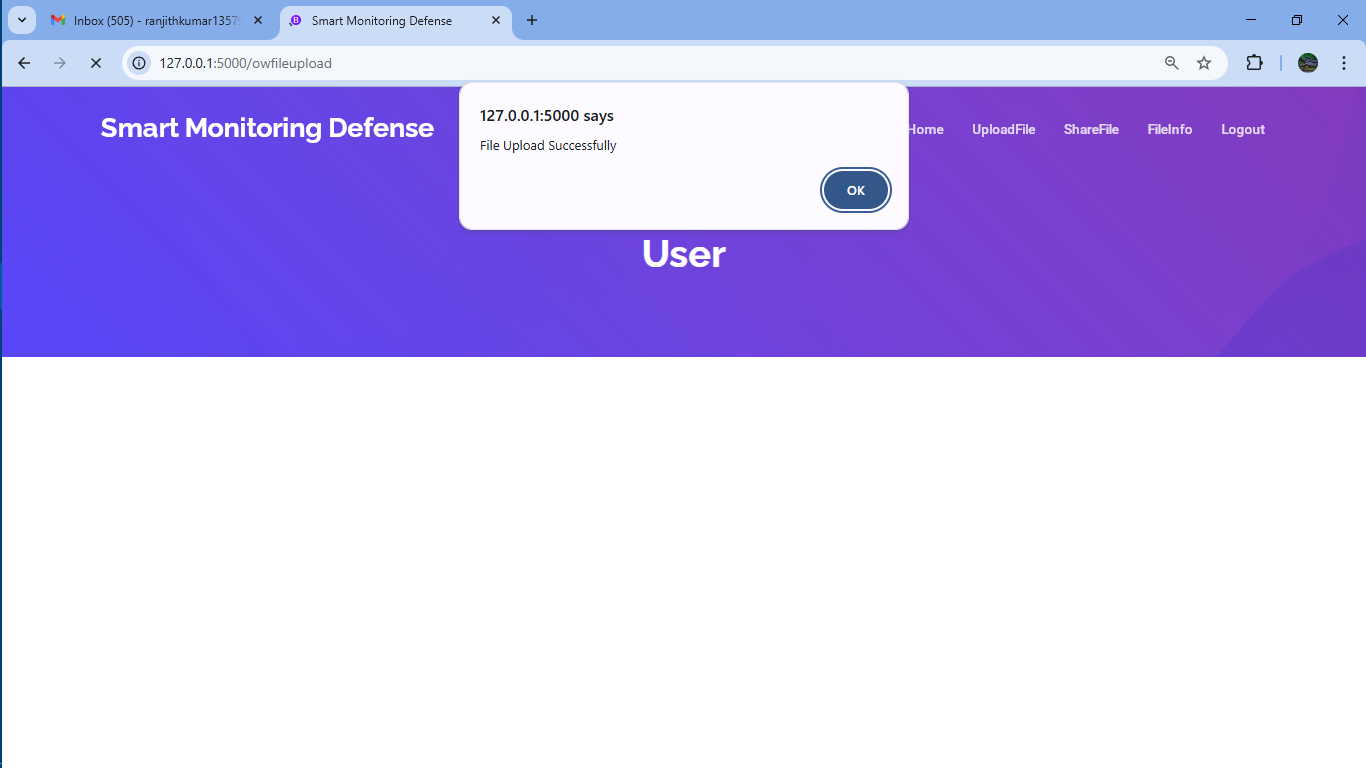 Inbox (505) - ranjithkumar1357
Smart Monitoring Defense
127.0.0.1:5000/owfileupload
Smart Monitoring Defense
127.0.0.1:5000 says
File Upload Successfully
OK
Home
UploadFile
ShareFile
FileInfo
Logout
User